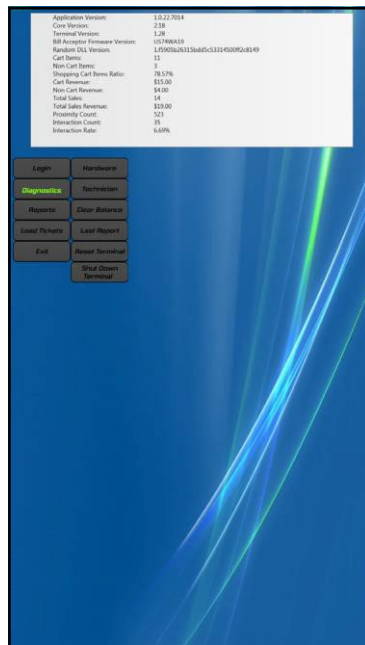 Application Version: 1.0.22.7014
Core Version: 2.18
Terminal Version: 1.28
Bill Acceptor Firmware Version: US74WA19
Random DLL Version:
Cart Items: 11
Non Cart Items: 3
Shopping Cart Items Ratio: 78.57%
Cart Revenue: $15.00
Non Cart Revenue: $4.00
Total Sales: 14
Total Sales Revenue: $19.00
Proximity Count: 523
Interaction Count: 35
Interaction Rate: 6.69%
Login Hardware
Diagnostics Technician
Reports Clear Balance
Load Tickets Last Report
Exit Reset Terminal
Shut Down
Terminal